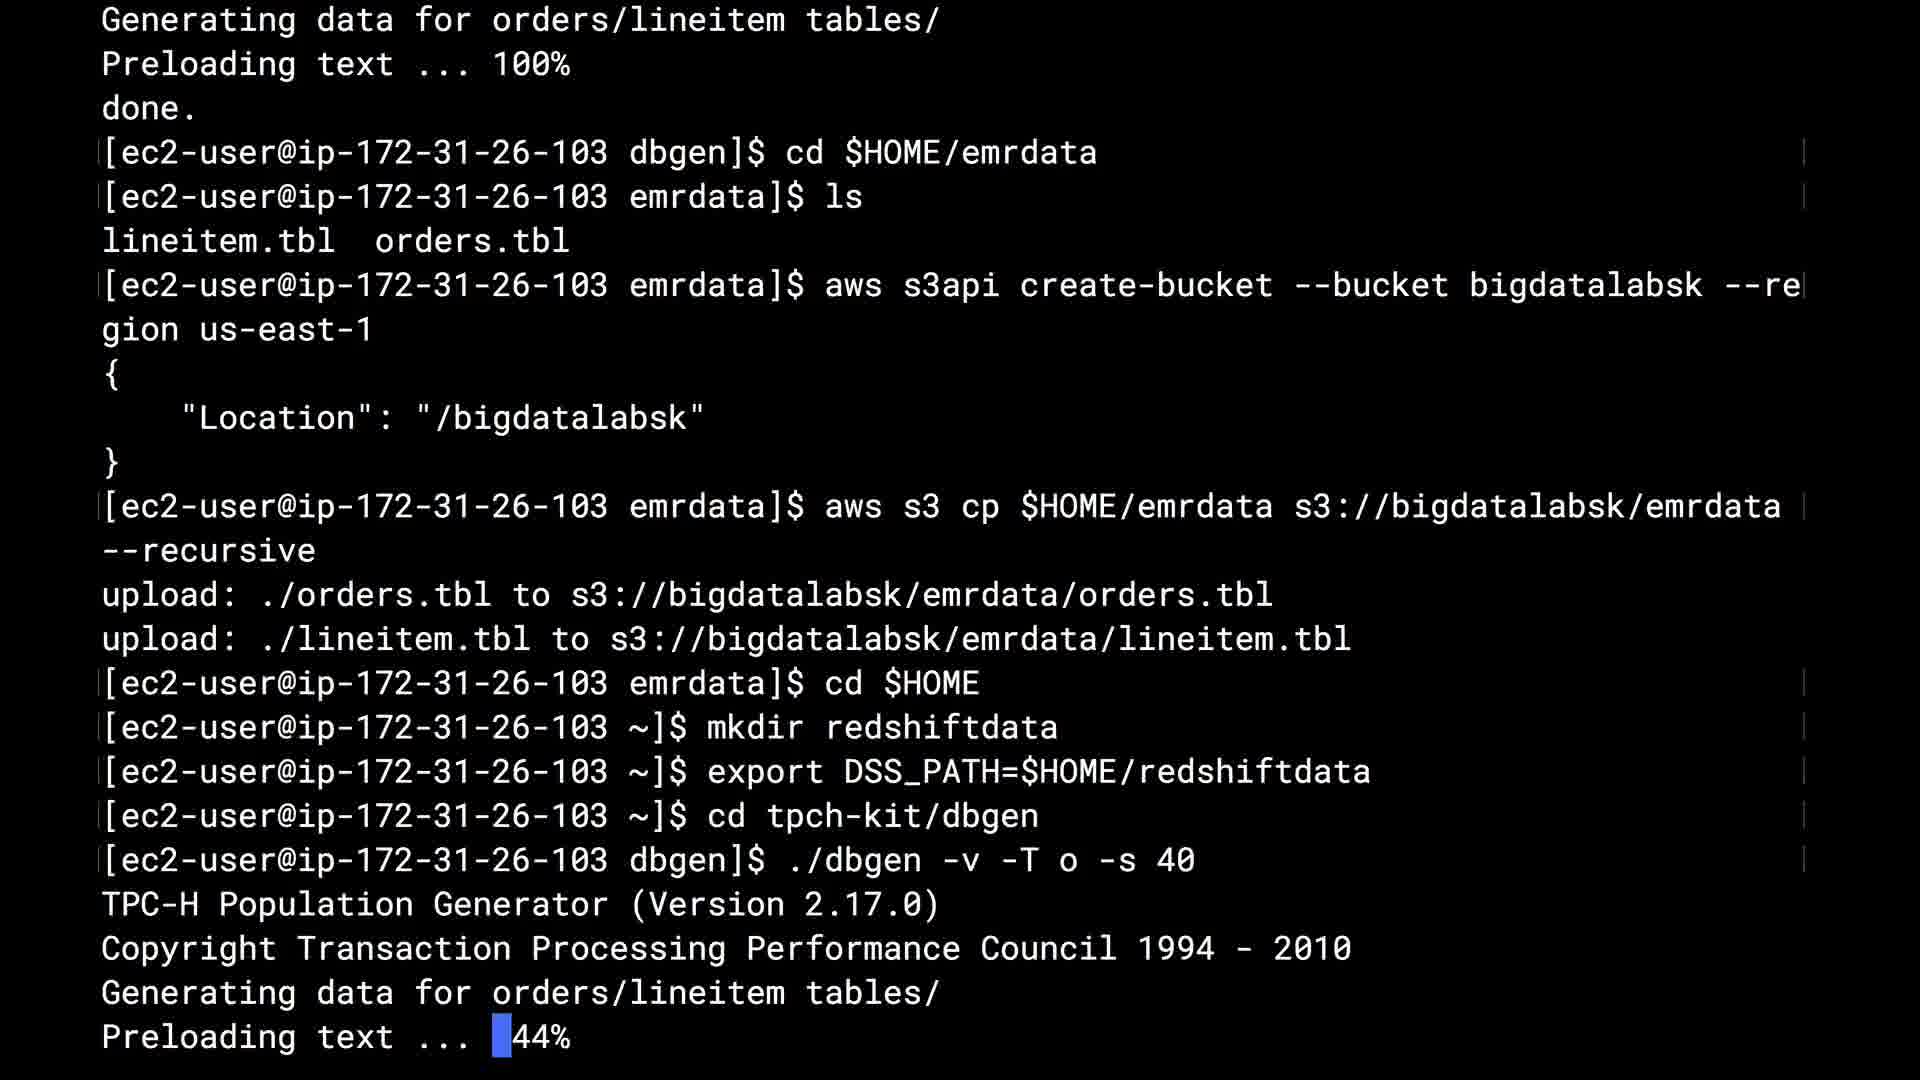 Generating data for orders/lineitem tables/
Preloading text ... 100%
done.
[ec2-user@ip-172-31-26-103 dbgen]$ cd $HOME/emrdata
[ec2-user@ip-172-31-26-103 emrdata]$ ls
lineitem.tbl  orders.tbl
[ec2-user@ip-172-31-26-103 emrdata]$ aws s3api create-bucket --bucket bigdatalabsk --re
gion us-east-1
{
    "Location": "/bigdatalabsk"
}
[ec2-user@ip-172-31-26-103 emrdata]$ aws s3 cp $HOME/emrdata s3://bigdatalabsk/emrdata
--recursive
upload: ./orders.tbl to s3://bigdatalabsk/emrdata/orders.tbl
upload: ./lineitem.tbl to s3://bigdatalabsk/emrdata/lineitem.tbl
[ec2-user@ip-172-31-26-103 emrdata]$ cd $HOME
[ec2-user@ip-172-31-26-103 ~]$ mkdir redshiftdata
[ec2-user@ip-172-31-26-103 ~]$ export DSS_PATH=$HOME/redshiftdata
[ec2-user@ip-172-31-26-103 ~]$ cd tpch-kit/dbgen
[ec2-user@ip-172-31-26-103 dbgen]$ ./dbgen -v -T o -s 40
TPC-H Population Generator (Version 2.17.0)
Copyright Transaction Processing Performance Council 1994 - 2010
Generating data for orders/lineitem tables/
Preloading text ... 44%